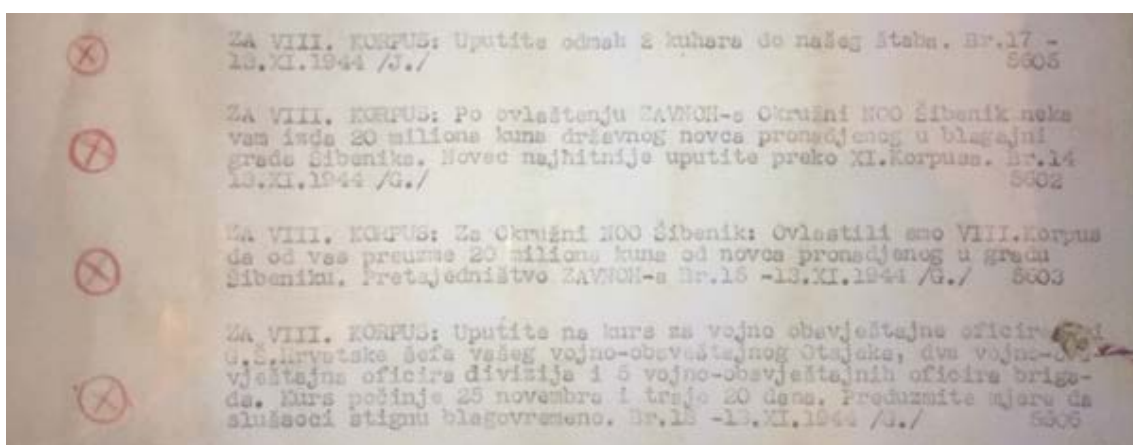 ZA VIII. KORPUS: Uputite odmah 2 kuhara do našeg štaba. Br.17 -
13.XI.1944 /J./ 5605
ZA VIII. KORPUS: Po ovlaštenju ZAVNOH-a Okružni NOO Šibenik neka
vam izda 20 miliona kuna državnog novca pronadjenog u blagajni
grada Šibenika. Novac najhitnije uputite preko XI.Korpusa. Br.14
13.XI.1944 /G./ 5602
ZA VIII. KORPUS: Za Okružni NOO Šibenik: Ovlastili smo VIII.Korpus
da od vas preuzme 20 miliona kuna od novca pronadjenog u gradu
Šibeniku. Pretsjedništvo ZAVNOH-a Br.15 -13.XI.1944 /G./ 5603
ZA VIII. KORPUS: Uputite na kurs za vojno obavještajne oficire
G.Š.Hrvatske šefa vašeg vojno-obavještajnog Otsjeka, dva vojno-oba-
vještajna oficira divizija i 5 vojno-obavještajnih oficira briga-
da. Kurs počinje 25 novembra i traje 20 dana. Preduzmite mjere da
slušaoci stignu blagovremeno. Br.18 -13.XI.1944 /J./ 5606